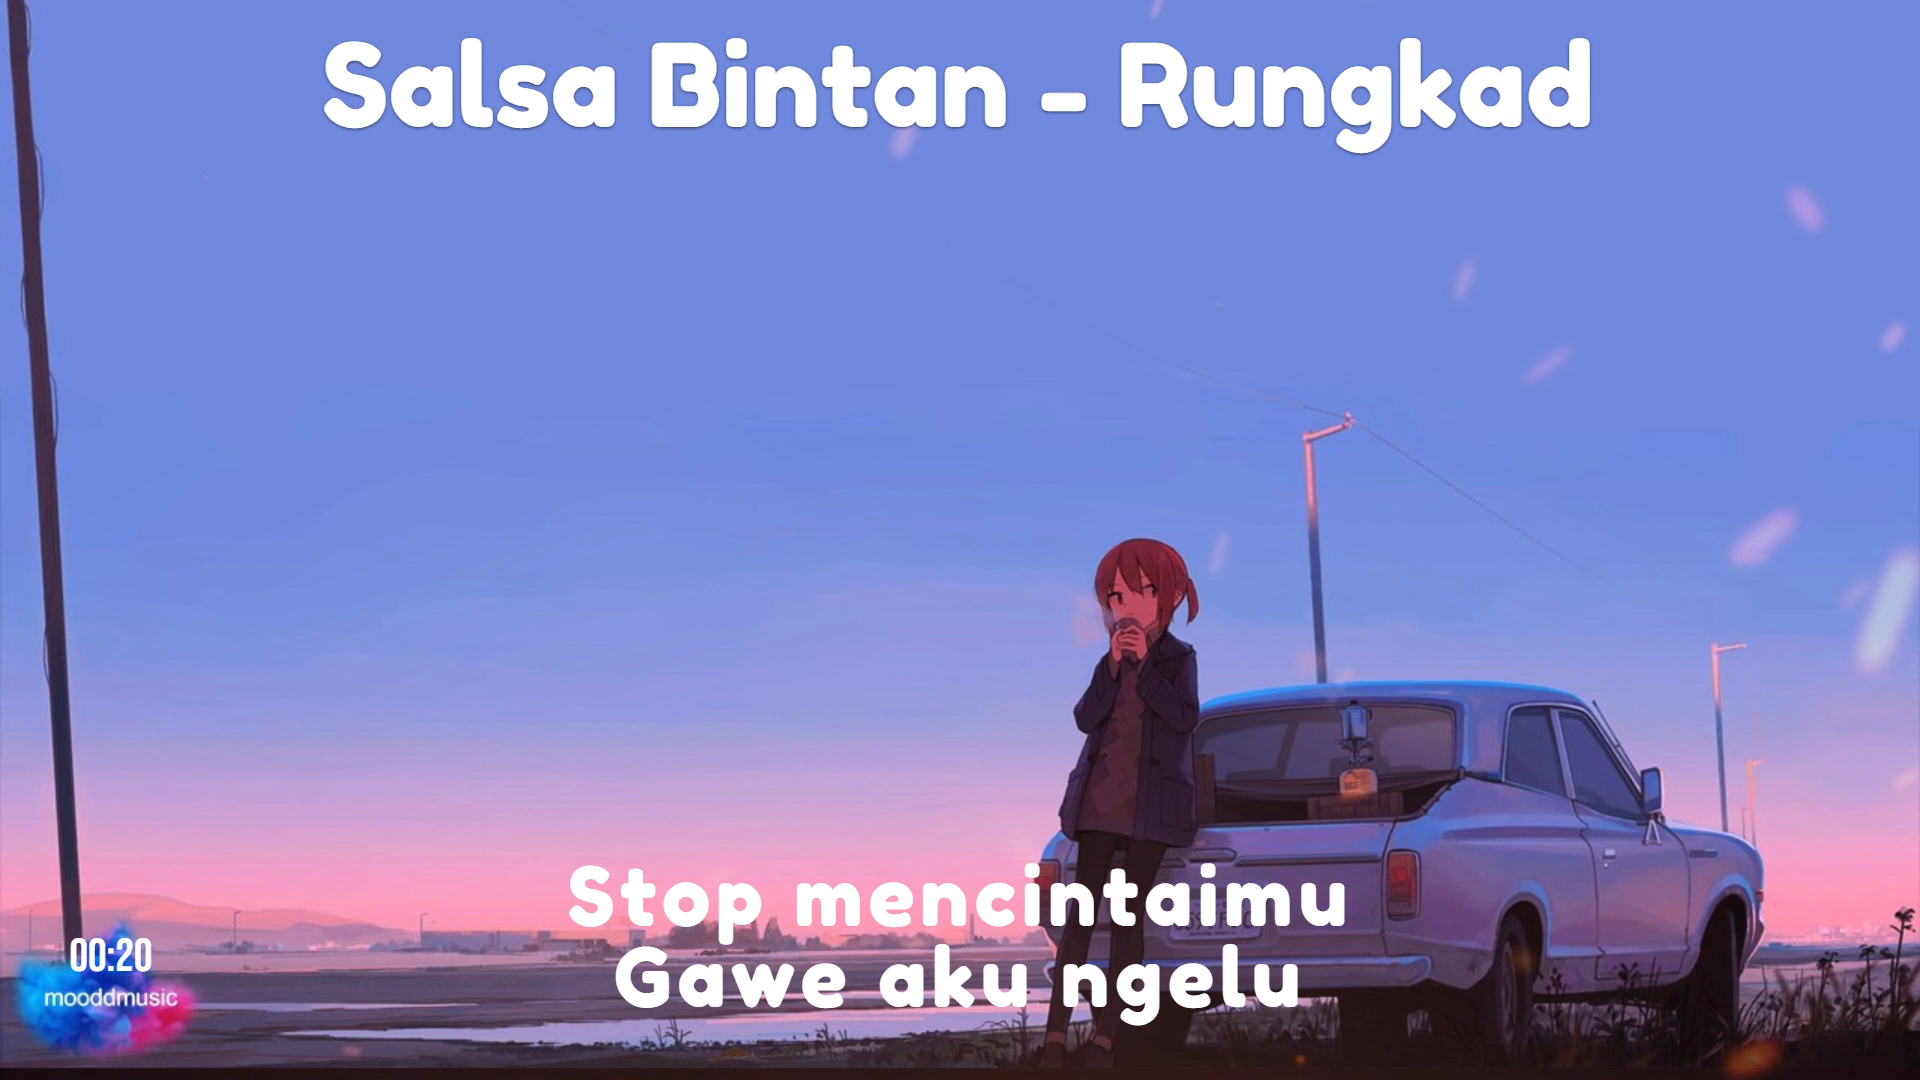 Salsa Bintan - Rungkad
Stop mencintaimu
Gawe aku ngelu
00:20
mooddmusic